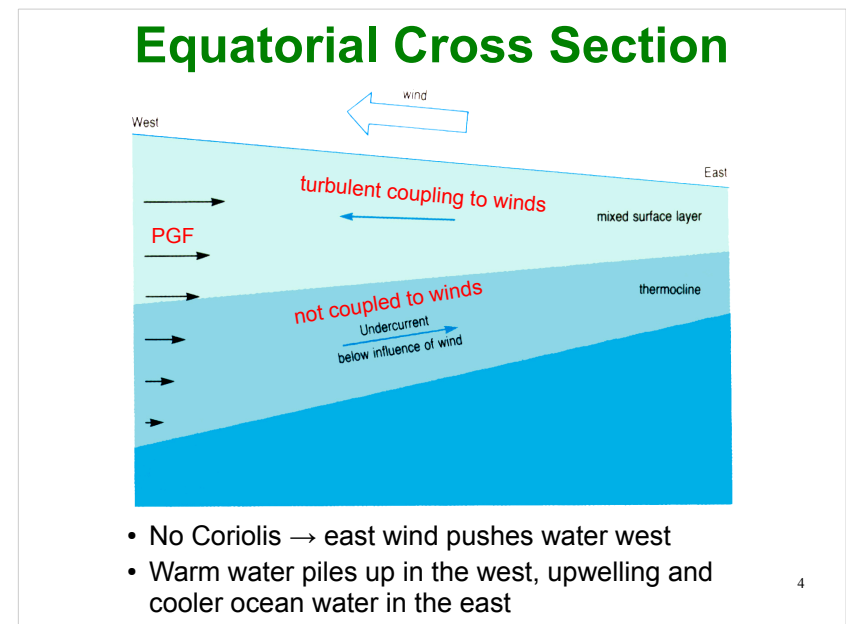 Equatorial Cross Section
wind
West
East
turbulent coupling to winds
mixed surface layer
PGF
thermocline
not coupled to winds
Undercurrent
below influence of wind
• No Coriolis → east wind pushes water west
• Warm water piles up in the west, upwelling and
cooler ocean water in the east
4